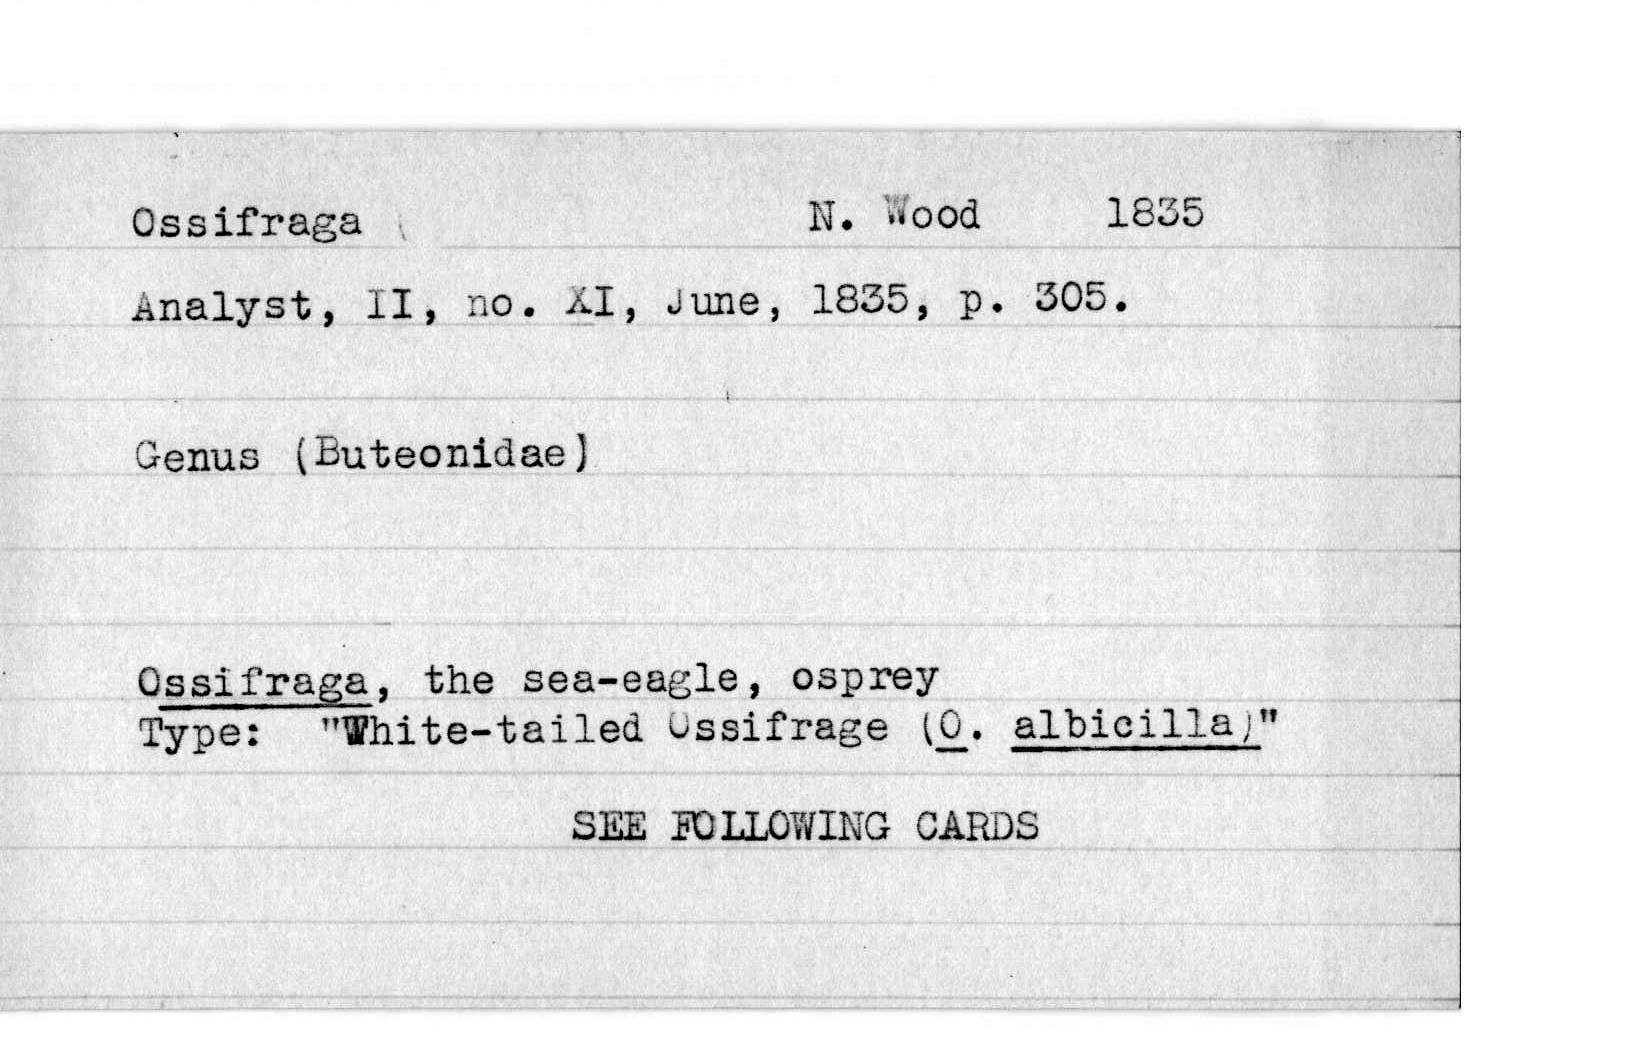 Ossifraga N. Wood 1835
Analyst, II, no. XI, June, 1835, p. 305.
Genus (Buteonidae)
Ossifraga, the sea-eagle, osprey
Type: "White-tailed Ossifrage (O. albicilla)"
SEE FOLLOWING CARDS